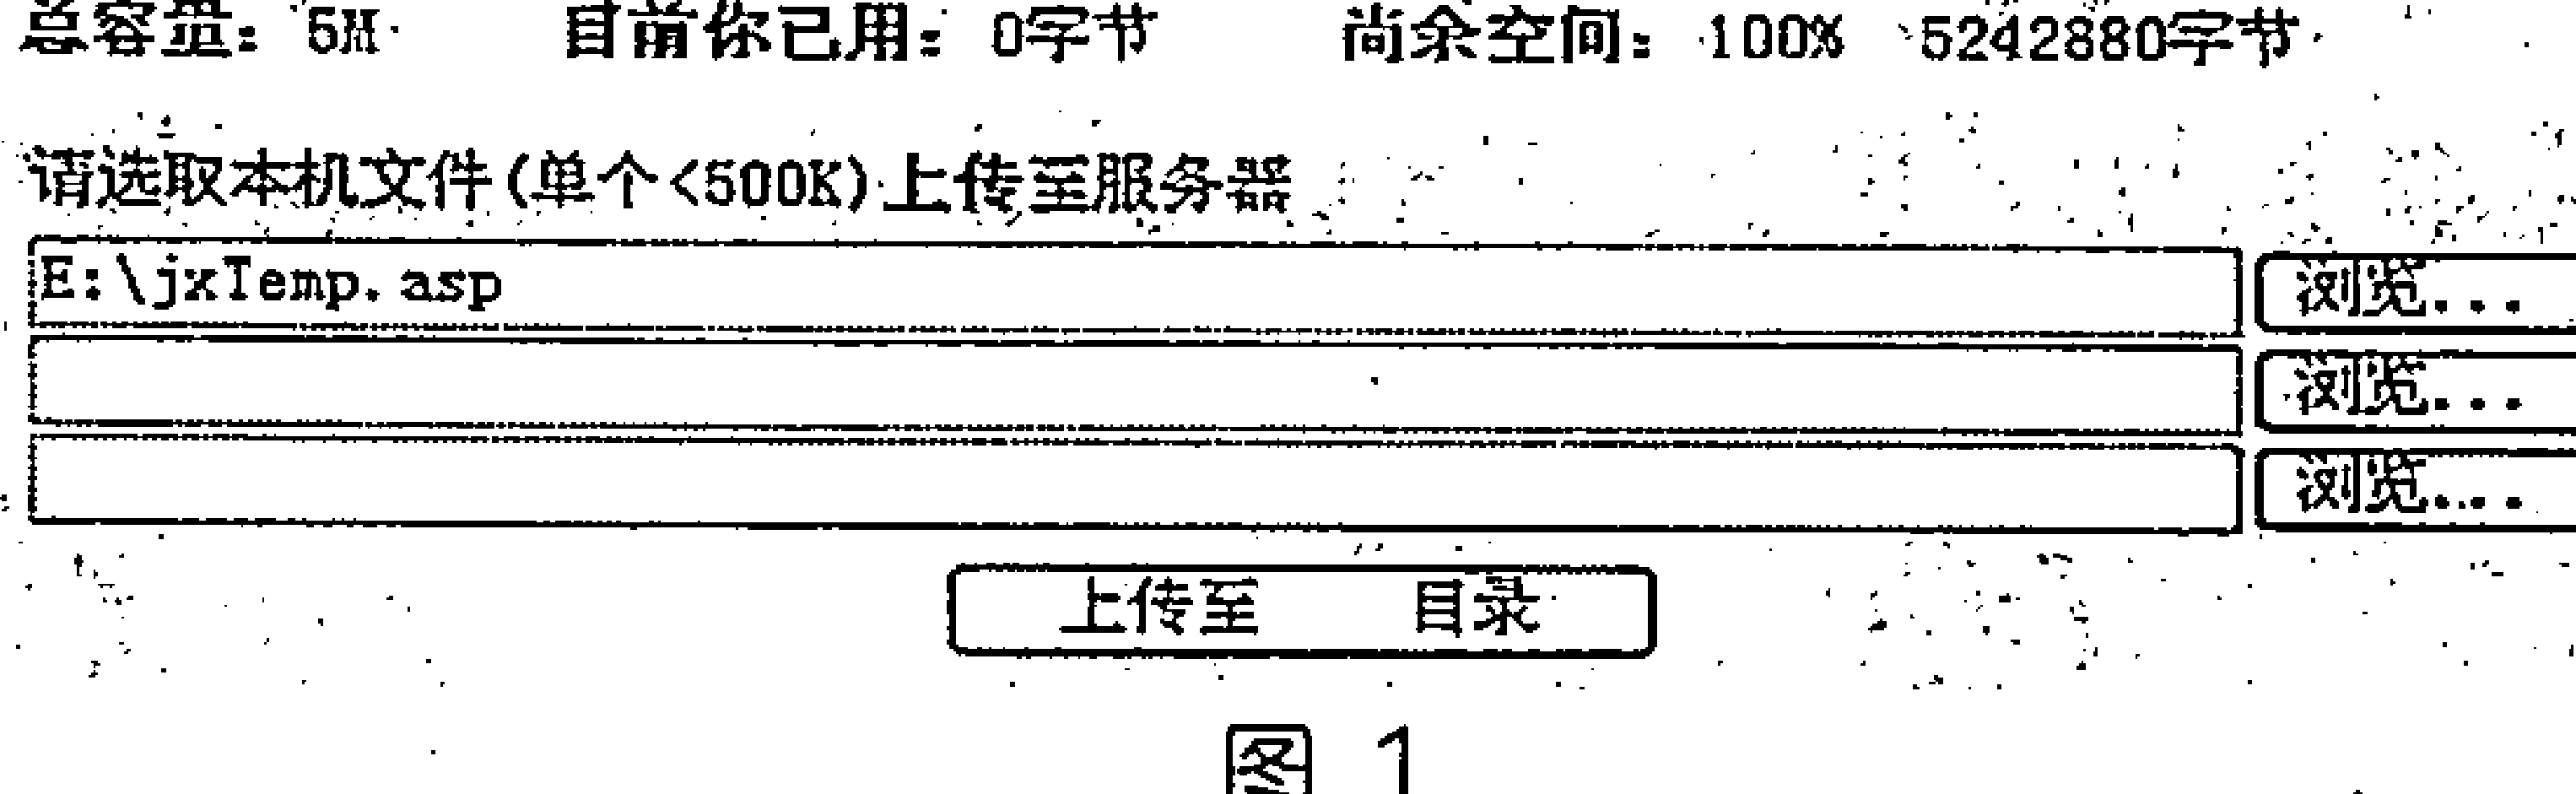 总容量: 5M 目前你已用: 0字节 尚余空间: 100% 5242880字节
请选取本机文件(单个<500K)上传至服务器
E:\jxTemp.asp 浏览...
浏览...
浏览...
上传至 目录
图 1